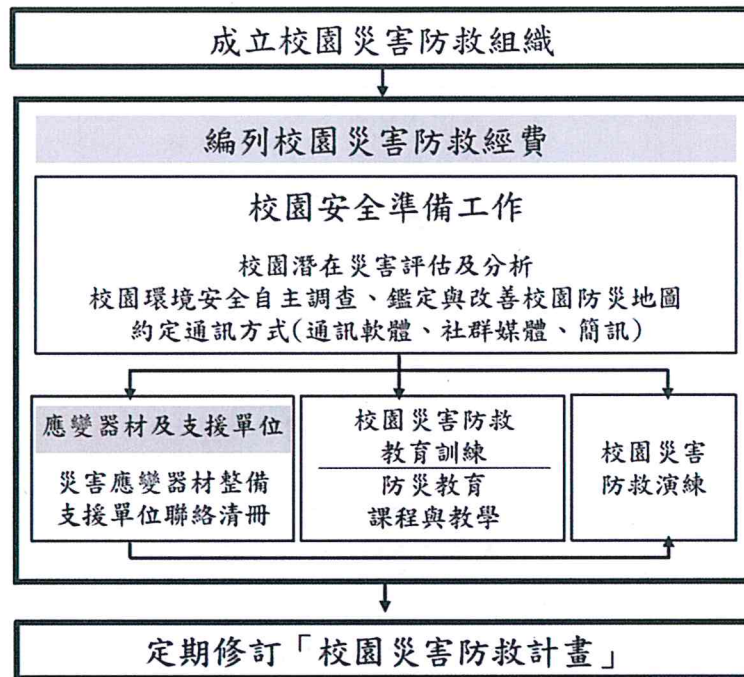 成立校園災害防救組織
編列校園災害防救經費
校園安全準備工作
校園潛在災害評估及分析
校園環境安全自主調查、鑑定與改善校園防災地圖
約定通訊方式(通訊軟體、社群媒體、簡訊)
應變器材及支援單位
災害應變器材整備
支援單位聯絡清冊
校園災害防救
教育訓練
防災教育
課程與教學
校園災害
防救演練
定期修訂「校園災害防救計畫」